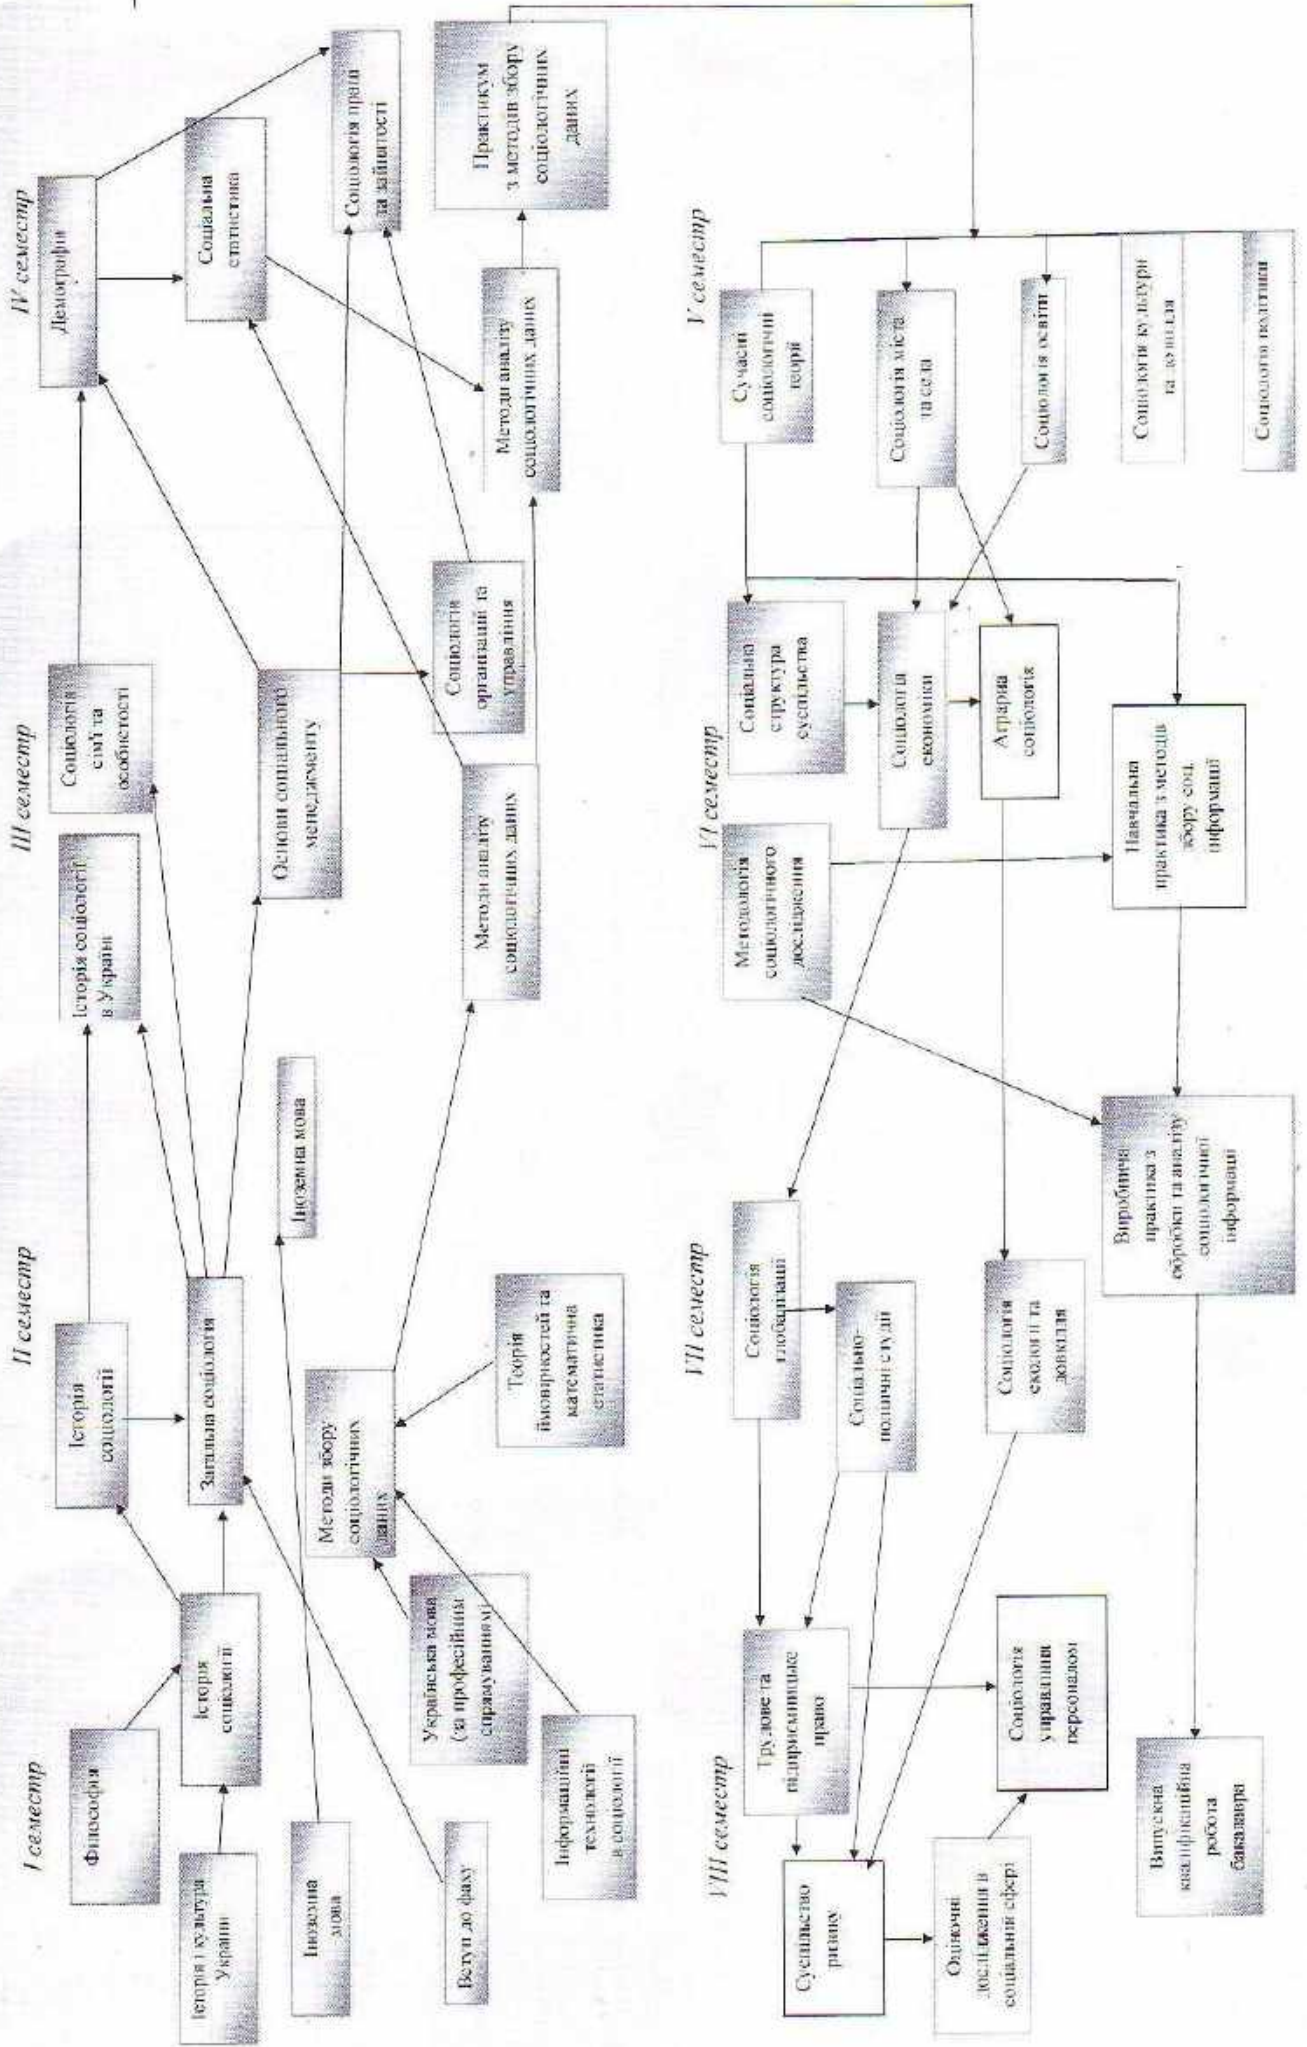 I семестр
Філософія
Історія і культура
України
Історія
соціології
Іноземна
мова
Вступ до фаху
Українська мова
(за професійним
спрямуванням)
Інформаційні
технології
в соціології
II семестр
Історія
соціології
Загальна соціологія
Іноземна мова
Методи збору
соціологічних
даних
Теорія
ймовірностей та
математична
статистика
III семестр
Історія соціології
в Україні
Соціологія
сім'ї та
особистості
Основи соціального
менеджменту
Соціологія
організації та
управління
Методи аналізу
соціологічних даних
IV семестр
Демографія
Соціальна
статистика
Соціологія праці
та зайнятості
Методи аналізу
соціологічних даних
Практикум
з методів збору
соціологічних
даних
V семестр
Сучасні
соціологічні
теорії
Соціологія міста
та села
Соціологія освіти
Соціологія культури
та дозвілля
Соціологія політики
VI семестр
Соціальна
структура
суспільства
Методологія
соціологічного
дослідження
Соціологія
економіки
Аграрна
соціологія
Навчальна
практика з методів
збору соц.
інформації
VII семестр
Соціологія
глобалізації
Соціально-
політичні студії
Соціологія
екології та
довкілля
Виробнича
практика з
обробки та аналізу
соціологічної
інформації
VIII семестр
Трудове та
підприємницьке
право
Суспільство
ризику
Оціночні
дослідження в
соціальній сфері
Соціологія
управління
персоналом
Випускна
кваліфікаційна
робота
бакалавра